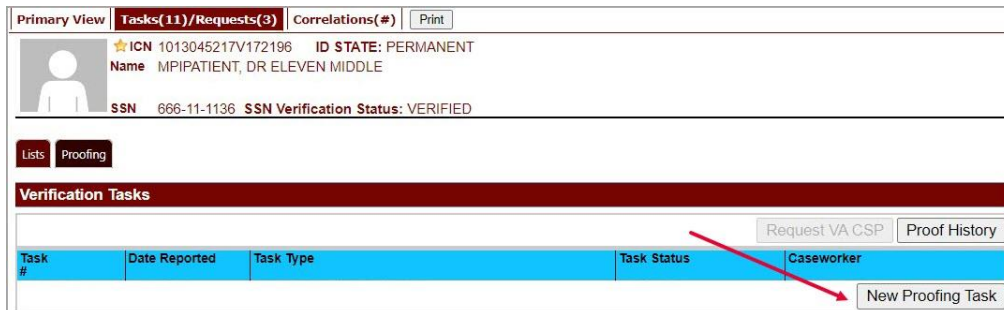 Primary View Tasks(11)/Requests(3) Correlations(#) Print
ICN 1013045217V172196 ID STATE: PERMANENT
Name MPIPATIENT, DR ELEVEN MIDDLE
SSN 666-11-1136 SSN Verification Status: VERIFIED
Lists Proofing
Verification Tasks
Request VA CSP Proof History
Task # Date Reported Task Type Task Status Caseworker
New Proofing Task